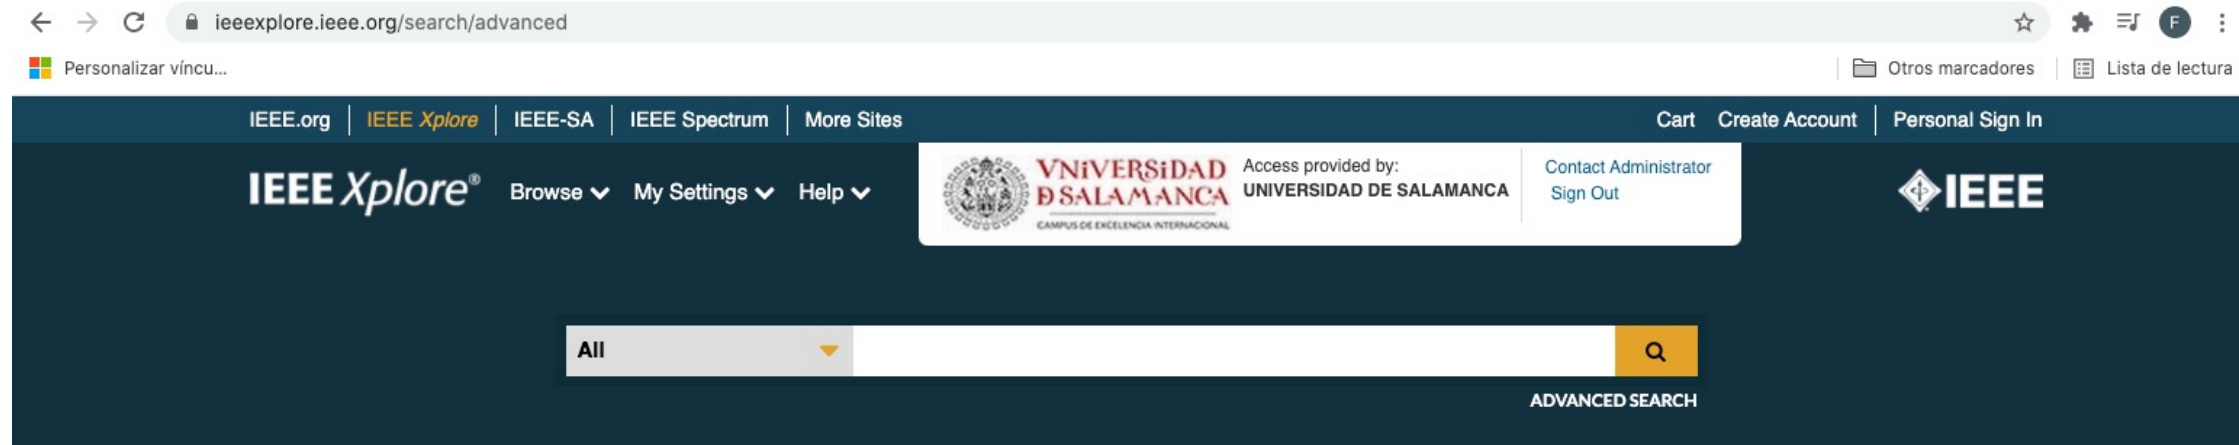 ieeexplore.ieee.org/search/advanced
F
Personalizar víncu...
Otros marcadores
Lista de lectura
IEEE.org IEEE Xplore IEEE-SA IEEE Spectrum More Sites
Cart Create Account Personal Sign In
IEEE Xplore®
Browse My Settings Help
VNiVERSiDAD
Ð SALAMANCA
CAMPUS DE EXCELENCIA INTERNACIONAL
Access provided by:
UNIVERSIDAD DE SALAMANCA
Contact Administrator
Sign Out
IEEE
All
ADVANCED SEARCH